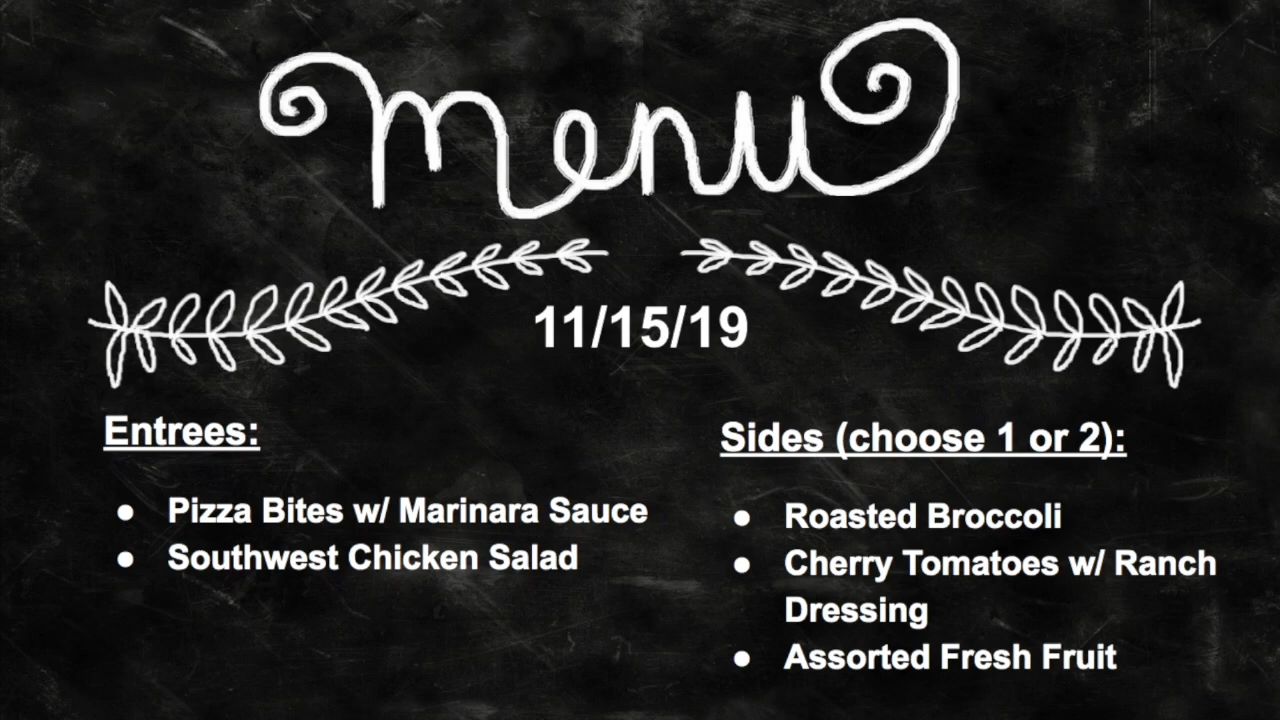 Menu
11/15/19
Entrees:
● Pizza Bites w/ Marinara Sauce
● Southwest Chicken Salad
Sides (choose 1 or 2):
● Roasted Broccoli
● Cherry Tomatoes w/ Ranch
Dressing
● Assorted Fresh Fruit